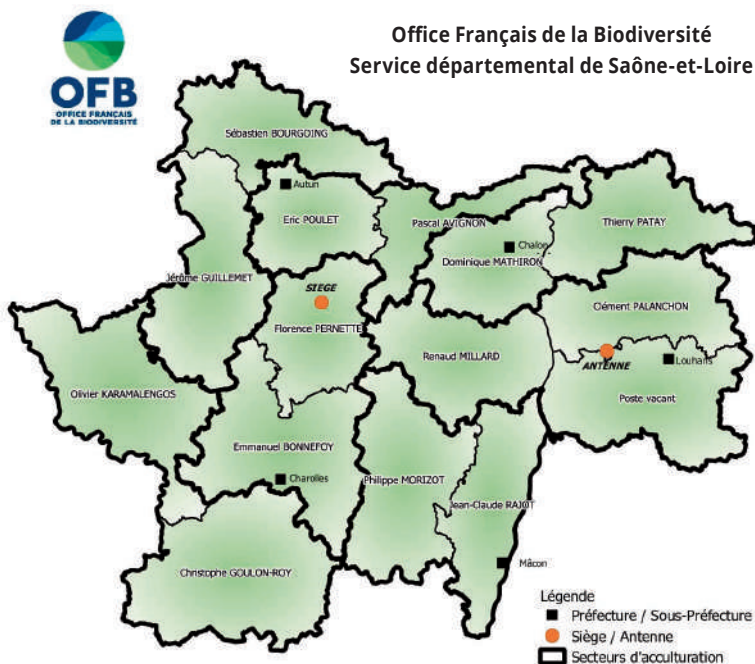 OFB
OFFICE FRANÇAIS
DE LA BIODIVERSITÉ
Office Français de la Biodiversité
Service départemental de Saône-et-Loire
Sébastien BOURGOING
Autun
Eric POULET
Pascal AVIGNON
Thierry PATAY
Chalon
Dominique MATHIRON
Jérôme GUILLEMET
SIEGE
Florence PERNETTE
Clément PALANCHON
Renaud MILLARD
ANTENNE
Louhans
Olivier KARAMALENGOS
Poste vacant
Emmanuel BONNEFOY
Charolles
Philippe MORIZOT
Jean-Claude RAJOT
Mâcon
Christophe GOULON-ROY
Légende
Préfecture / Sous-Préfecture
Siège / Antenne
Secteurs d'acculturation